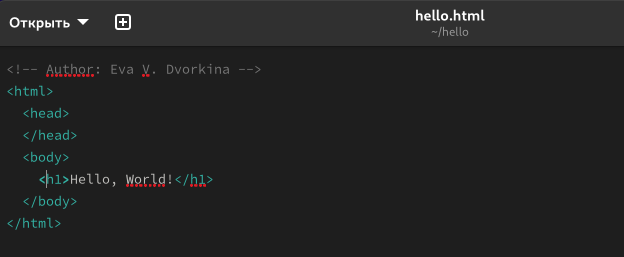 Открыть
hello.html
~/hello
<!-- Author: Eva V. Dvorkina -->
<html>
  <head>
  </head>
  <body>
    <h1>Hello, World!</h1>
  </body>
</html>